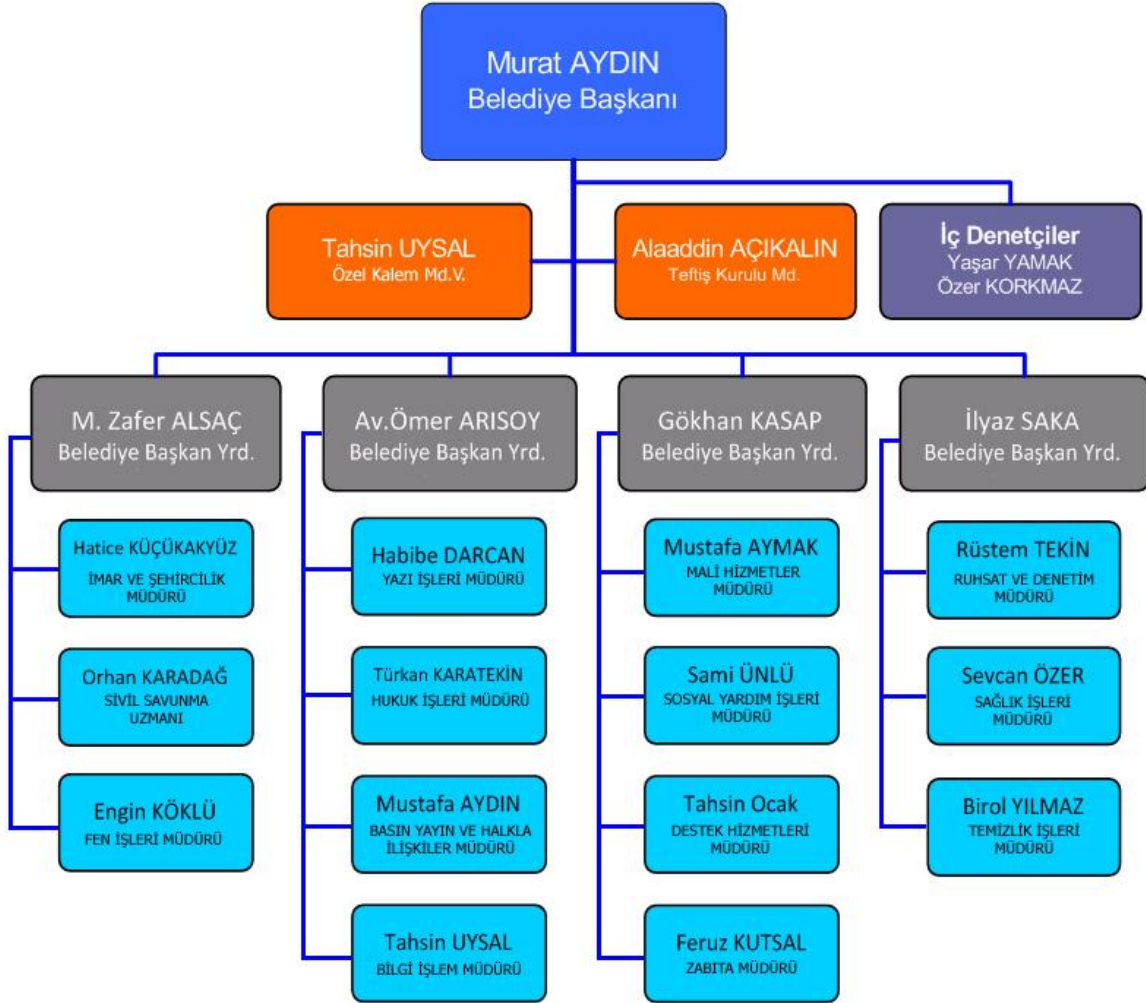 Murat AYDIN
Belediye Başkanı
Tahsin UYSAL
Özel Kalem Md.V.
Alaaddin AÇIKALIN
Teftiş Kurulu Md.
İç Denetçiler
Yaşar YAMAK
Özer KORKMAZ
M. Zafer ALSAÇ
Belediye Başkan Yrd.
Hatice KÜÇÜKAKYÜZ
İMAR VE ŞEHİRCİLİK
MÜDÜRÜ
Orhan KARADAĞ
SİVİL SAVUNMA
UZMANI
Engin KÖKLÜ
FEN İŞLERİ MÜDÜRÜ
Av.Ömer ARISOY
Belediye Başkan Yrd.
Habibe DARCAN
YAZI İŞLERİ MÜDÜRÜ
Türkan KARATEKİN
HUKUK İŞLERİ MÜDÜRÜ
Mustafa AYDIN
BASIN YAYIN VE HALKLA
İLİŞKİLER MÜDÜRÜ
Tahsin UYSAL
BİLGİ İŞLEM MÜDÜRÜ
Gökhan KASAP
Belediye Başkan Yrd.
Mustafa AYMAK
MALİ HİZMETLER
MÜDÜRÜ
Sami ÜNLÜ
SOSYAL YARDIM İŞLERİ
MÜDÜRÜ
Tahsin Ocak
DESTEK HİZMETLERİ
MÜDÜRÜ
Feruz KUTSAL
ZABITA MÜDÜRÜ
İlyaz SAKA
Belediye Başkan Yrd.
Rüstem TEKİN
RUHSAT VE DENETİM
MÜDÜRÜ
Sevcan ÖZER
SAĞLIK İŞLERİ
MÜDÜRÜ
Birol YILMAZ
TEMİZLİK İŞLERİ
MÜDÜRÜ